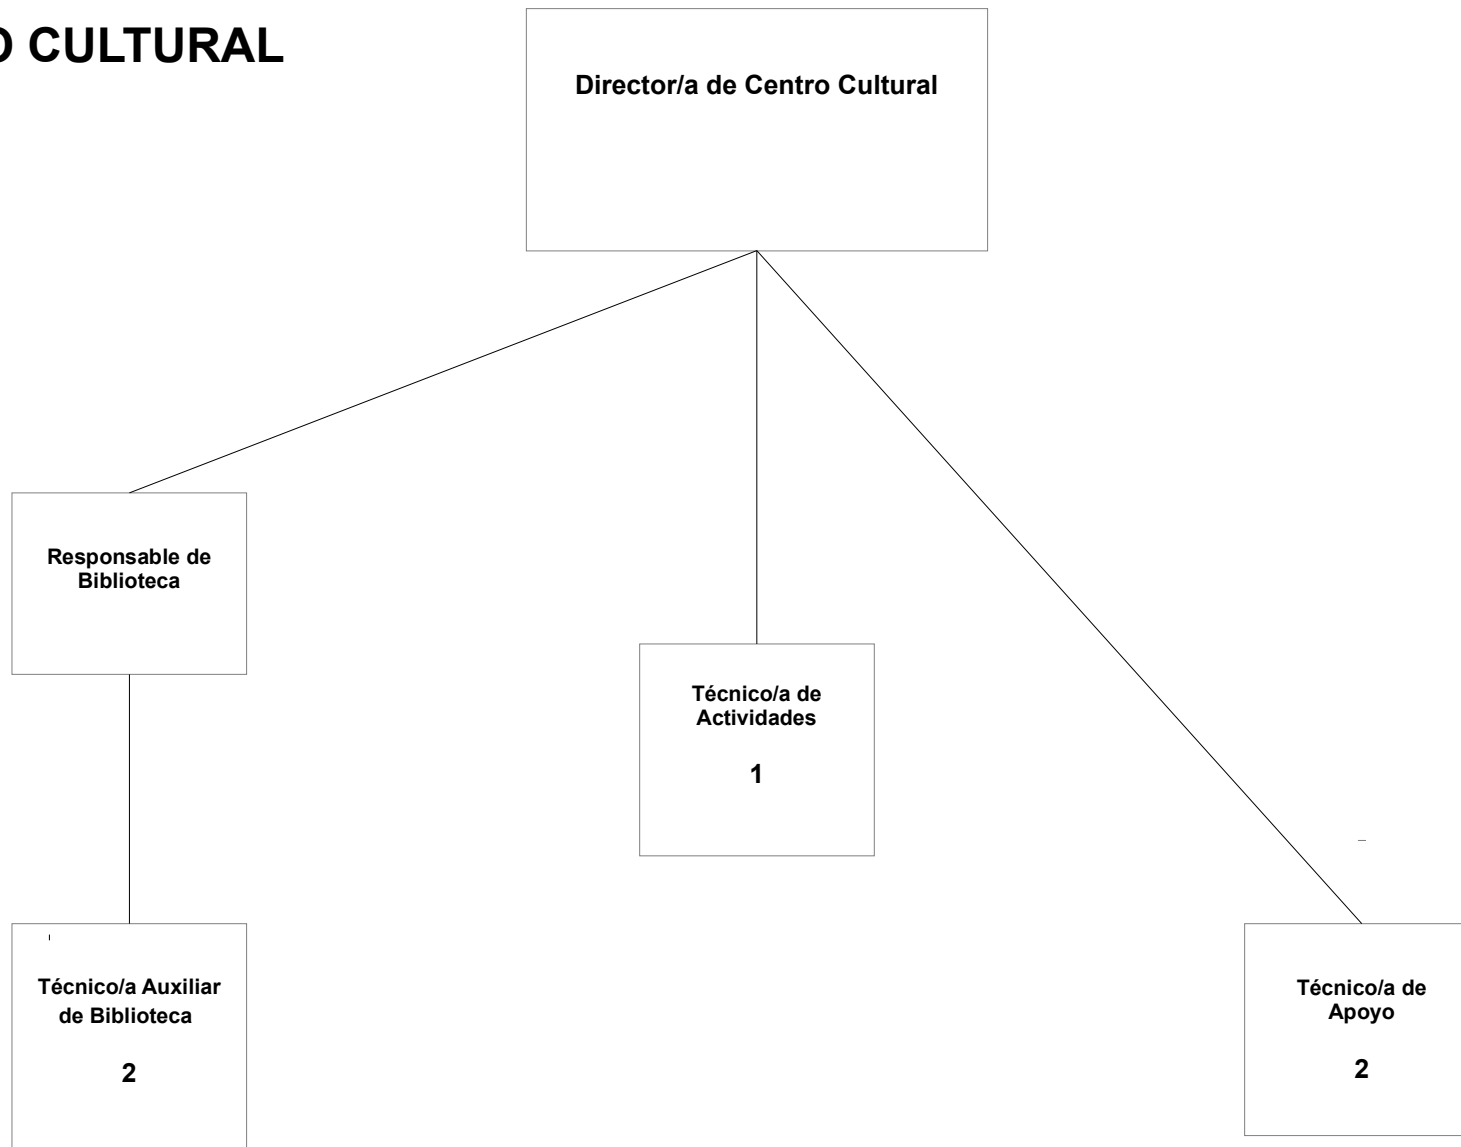 O CULTURAL
Director/a de Centro Cultural
Responsable de
Biblioteca
Técnico/a de
Actividades
1
Técnico/a Auxiliar
de Biblioteca
2
Técnico/a de
Apoyo
2